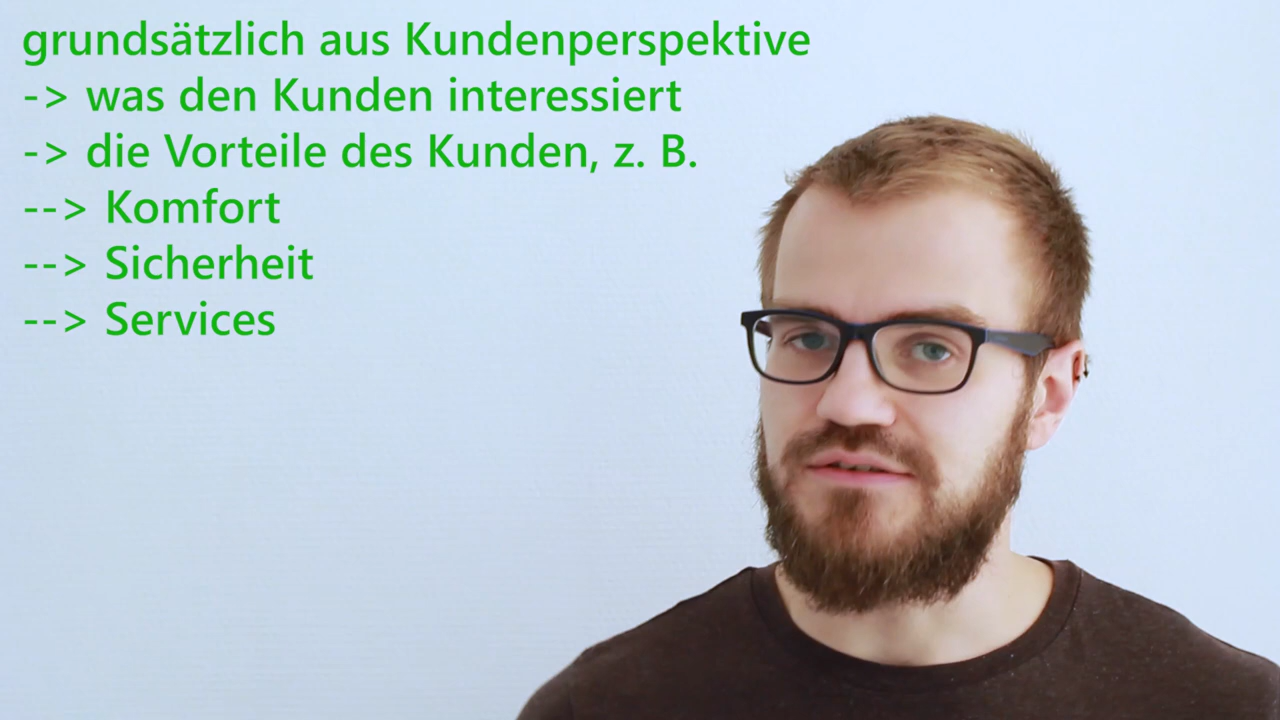 grundsätzlich aus Kundenperspektive
-> was den Kunden interessiert
-> die Vorteile des Kunden, z. B.
--> Komfort
--> Sicherheit
--> Services